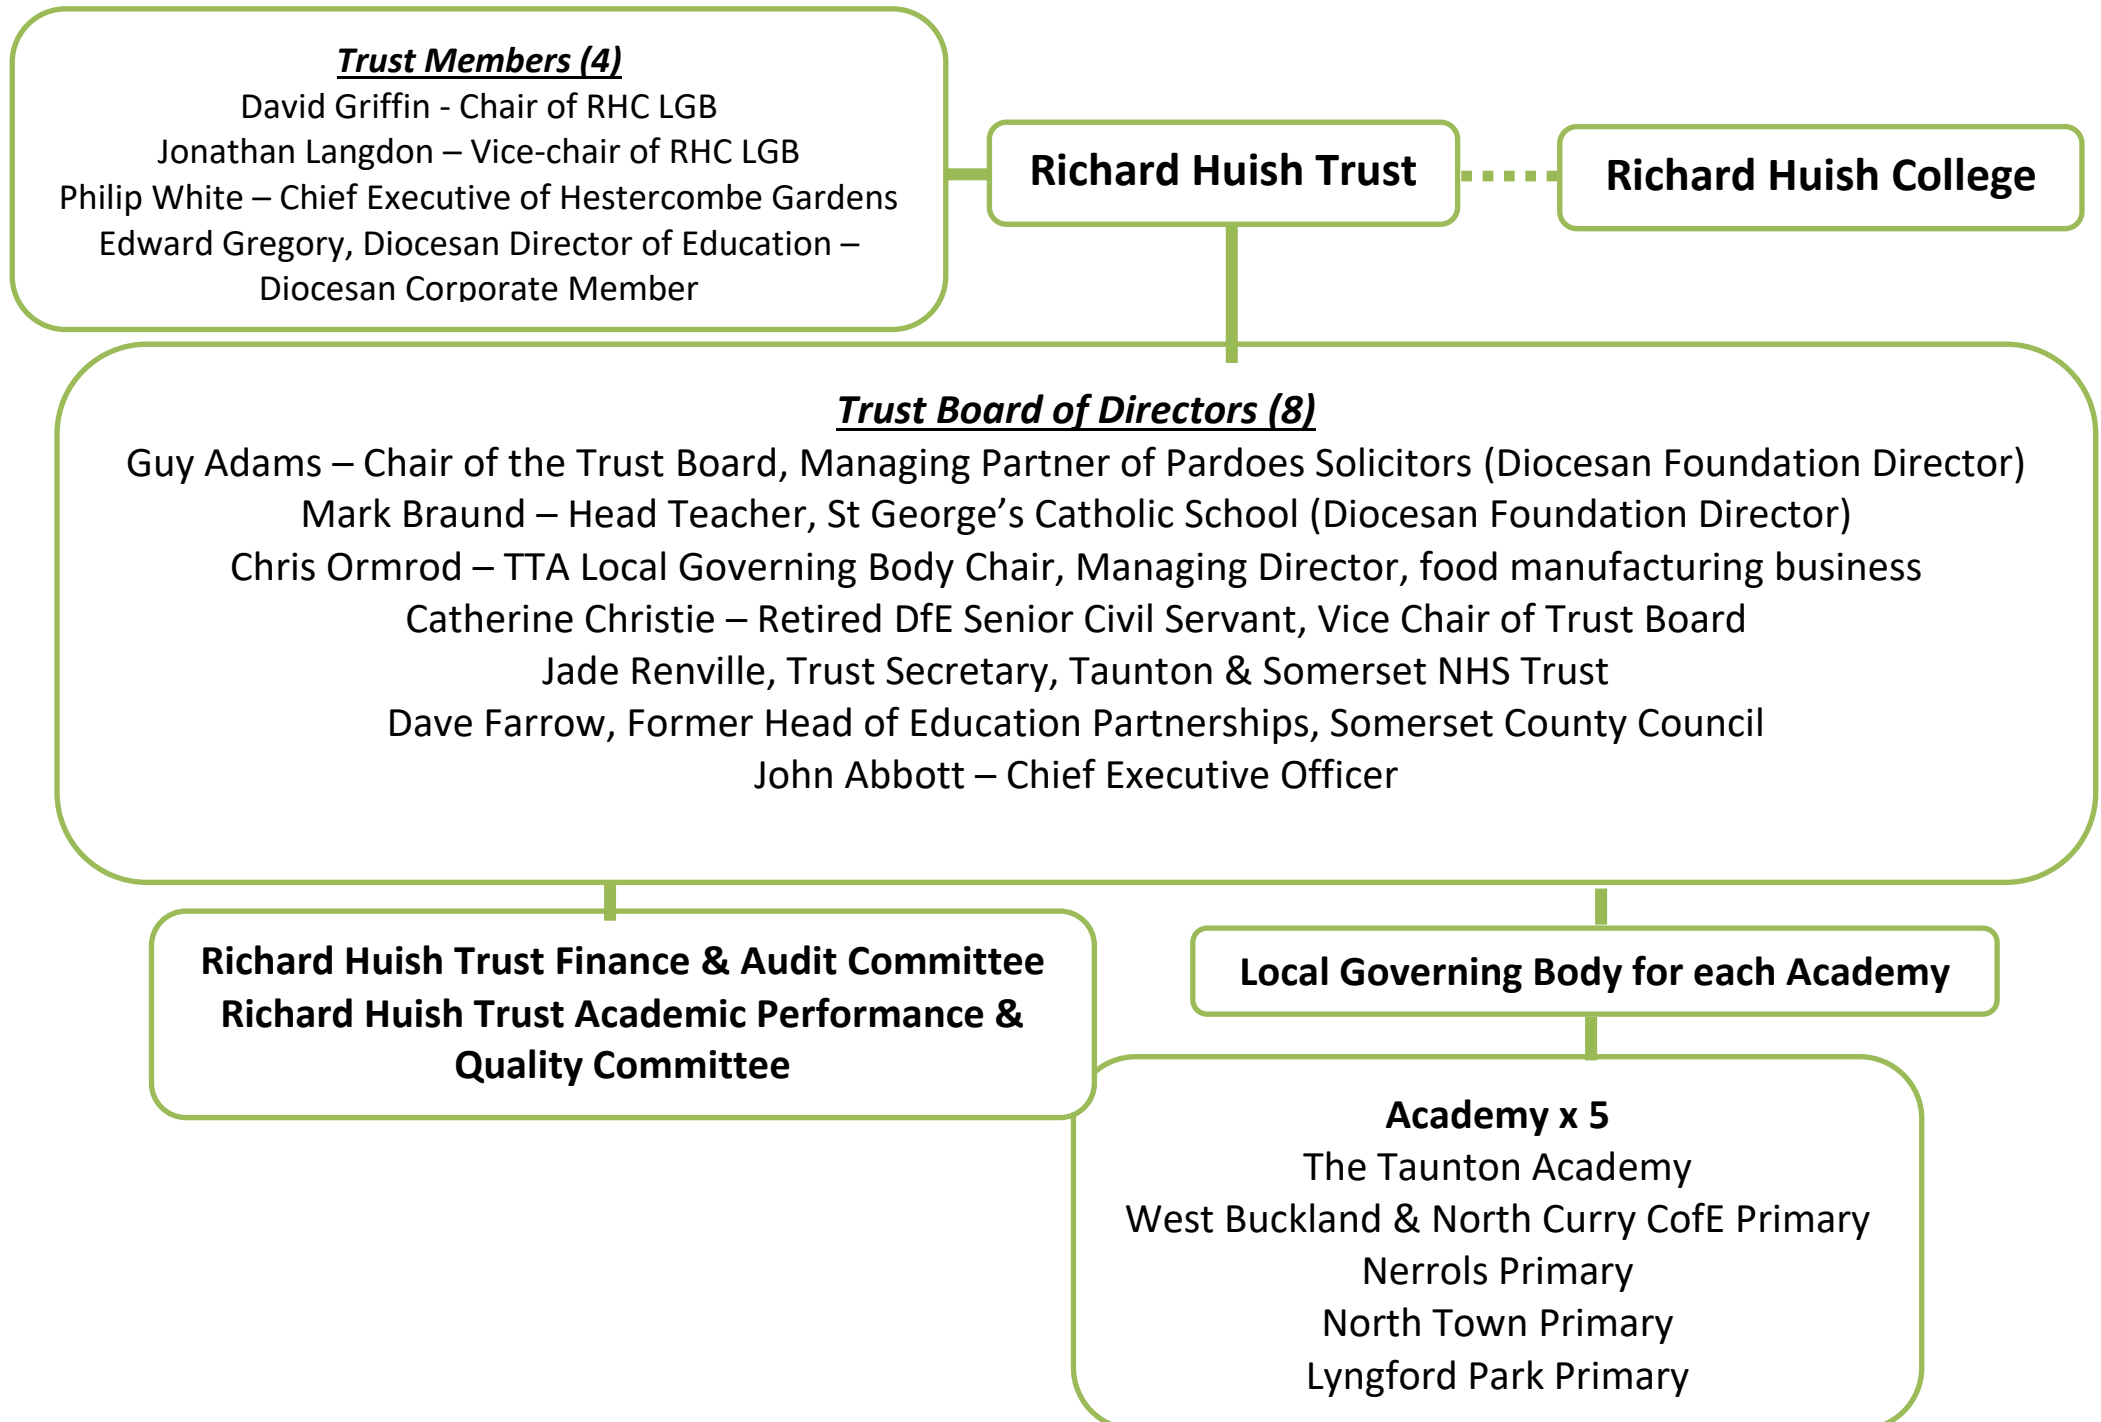 Trust Members (4)
David Griffin - Chair of RHC LGB
Jonathan Langdon – Vice-chair of RHC LGB
Philip White – Chief Executive of Hestercombe Gardens
Edward Gregory, Diocesan Director of Education –
Diocesan Corporate Member
Richard Huish Trust
Richard Huish College
Trust Board of Directors (8)
Guy Adams – Chair of the Trust Board, Managing Partner of Pardoes Solicitors (Diocesan Foundation Director)
Mark Braund – Head Teacher, St George’s Catholic School (Diocesan Foundation Director)
Chris Ormrod – TTA Local Governing Body Chair, Managing Director, food manufacturing business
Catherine Christie – Retired DfE Senior Civil Servant, Vice Chair of Trust Board
Jade Renville, Trust Secretary, Taunton & Somerset NHS Trust
Dave Farrow, Former Head of Education Partnerships, Somerset County Council
John Abbott – Chief Executive Officer
Richard Huish Trust Finance & Audit Committee
Richard Huish Trust Academic Performance &
Quality Committee
Local Governing Body for each Academy
Academy x 5
The Taunton Academy
West Buckland & North Curry CofE Primary
Nerrols Primary
North Town Primary
Lyngford Park Primary